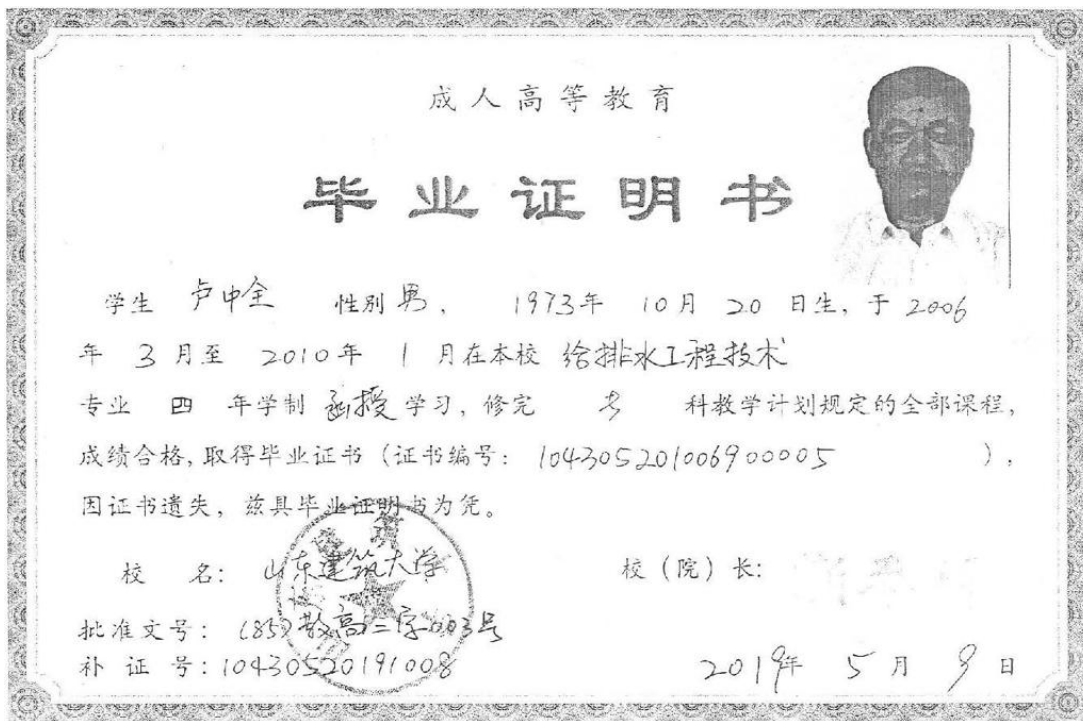 成人高等教育
毕业证明书
学生 卢中全 性别 男, 1973年 10月 20日生,于 2006
年 3月至 2010年 1月在本校 给排水工程技术
专业 四 年学制 函授 学习,修完 专 科教学计划规定的全部课程,
成绩合格,取得毕业证书(证书编号: 104305201006900005 ),
因证书遗失,兹具毕业证明书为凭。
校 名: 山东建筑大学 校(院)长:
批准文号: (85)教高二字003号
补 证 号: 10430520191008 2019年 5月 9日